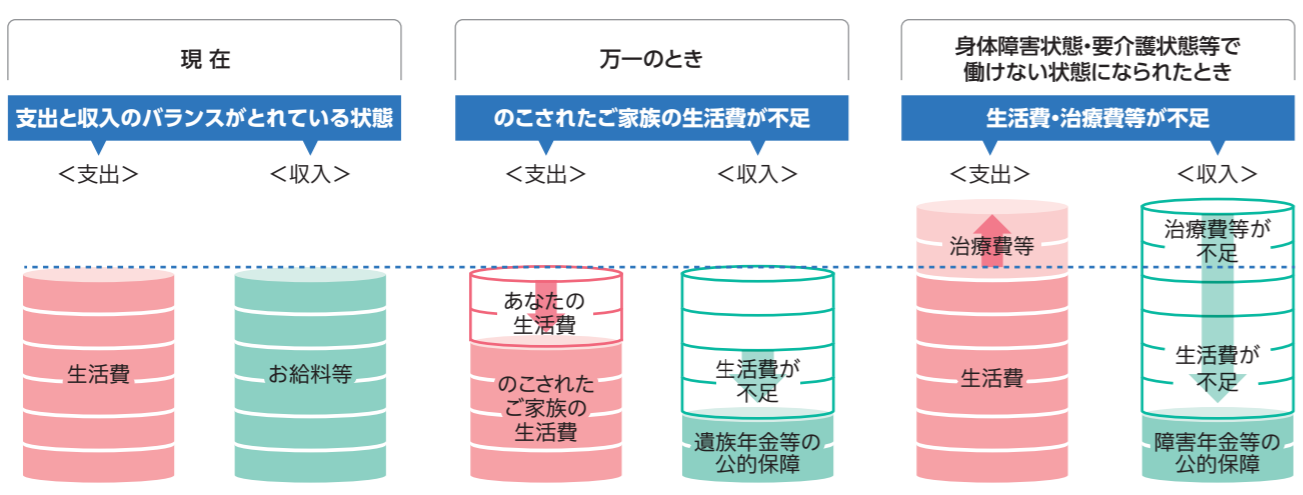 現在
支出と収入のバランスがとれている状態
＜支出＞
＜収入＞
生活費
お給料等
万一のとき
のこされたご家族の生活費が不足
＜支出＞
＜収入＞
あなたの
生活費
のこされた
ご家族の
生活費
生活費が
不足
遺族年金等の
公的保障
身体障害状態・要介護状態等で
働けない状態になられたとき
生活費・治療費等が不足
＜支出＞
＜収入＞
治療費等
生活費
治療費等が
不足
生活費が
不足
障害年金等の
公的保障